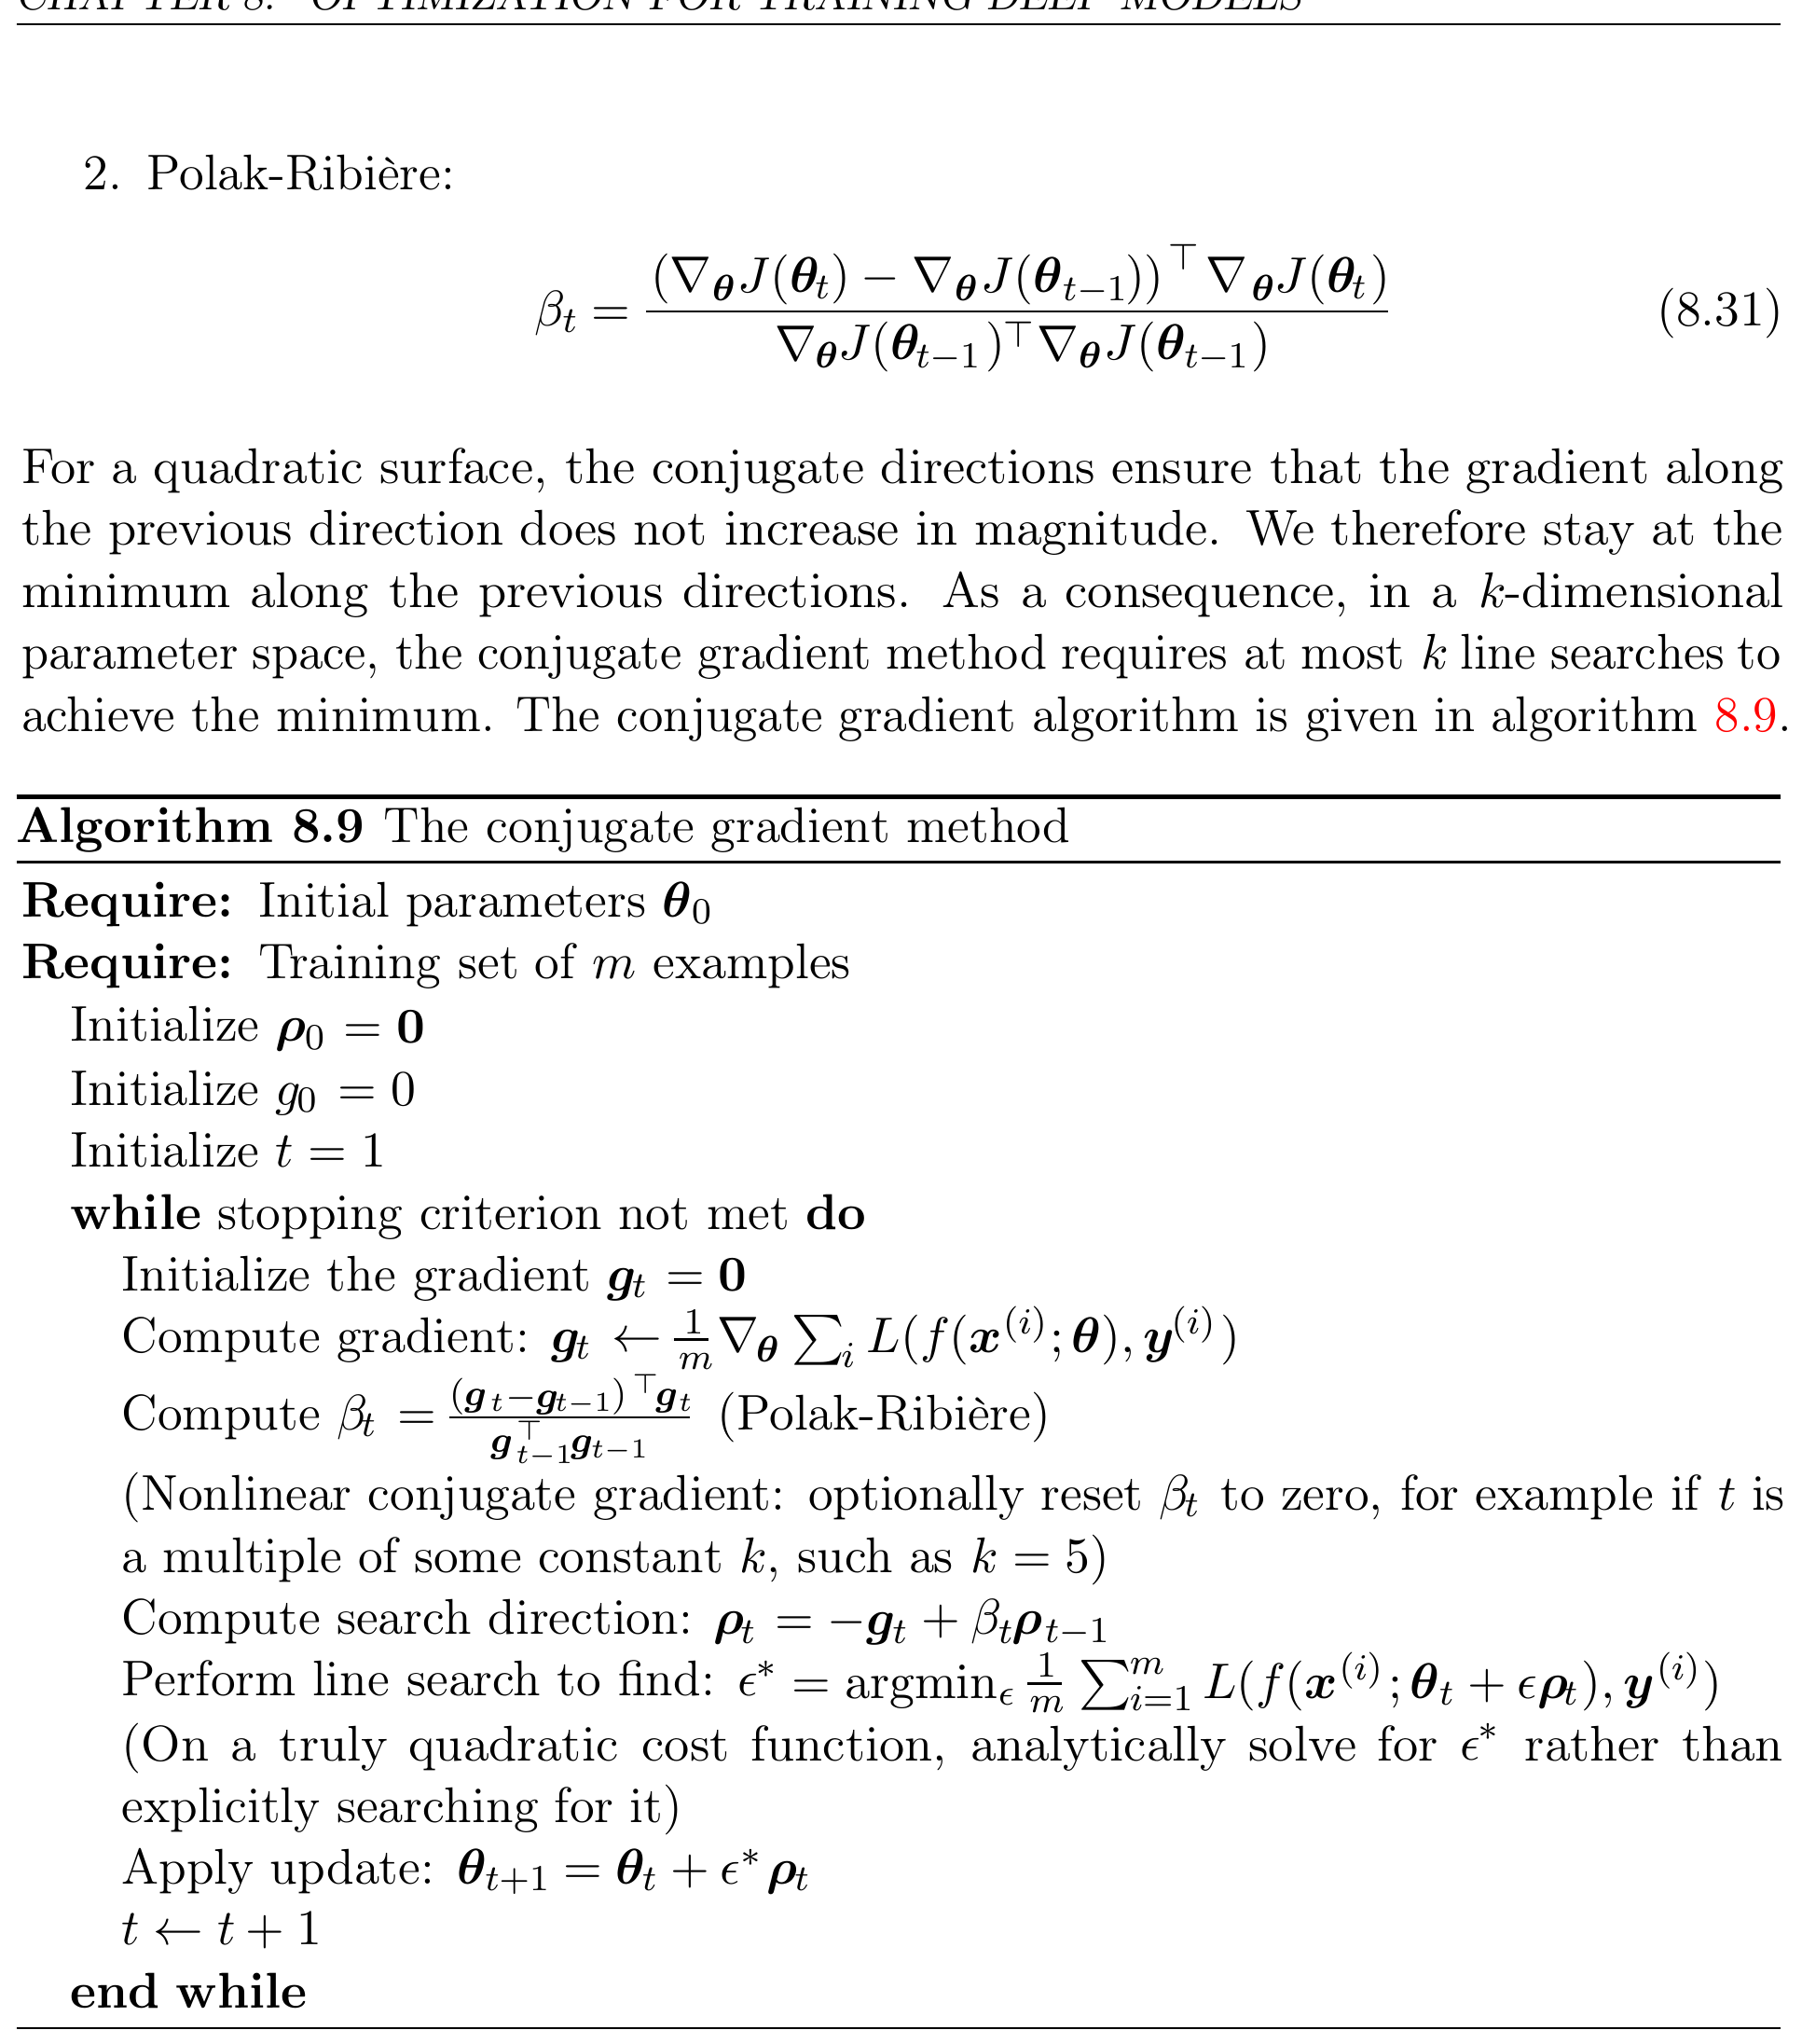 CHAPTER 8. OPTIMIZATION FOR TRAINING DEEP MODELS
2. Polak-Ribière:
β_t = (∇_θ J(θ_t) − ∇_θ J(θ_{t−1}))^⊤ ∇_θ J(θ_t) / ∇_θ J(θ_{t−1})^⊤ ∇_θ J(θ_{t−1}) (8.31)
For a quadratic surface, the conjugate directions ensure that the gradient along
the previous direction does not increase in magnitude. We therefore stay at the
minimum along the previous directions. As a consequence, in a k-dimensional
parameter space, the conjugate gradient method requires at most k line searches to
achieve the minimum. The conjugate gradient algorithm is given in algorithm 8.9.
Algorithm 8.9 The conjugate gradient method
Require: Initial parameters θ_0
Require: Training set of m examples
Initialize ρ_0 = 0
Initialize g_0 = 0
Initialize t = 1
while stopping criterion not met do
Initialize the gradient g_t = 0
Compute gradient: g_t ← 1/m ∇_θ ∑_i L(f(x^(i); θ), y^(i))
Compute β_t = (g_t − g_{t−1})^⊤ g_t / g_{t−1}^⊤ g_{t−1} (Polak-Ribière)
(Nonlinear conjugate gradient: optionally reset β_t to zero, for example if t is
a multiple of some constant k, such as k = 5)
Compute search direction: ρ_t = −g_t + β_t ρ_{t−1}
Perform line search to find: ϵ* = argmin_ϵ 1/m ∑_{i=1}^m L(f(x^(i); θ_t + ϵρ_t), y^(i))
(On a truly quadratic cost function, analytically solve for ϵ* rather than
explicitly searching for it)
Apply update: θ_{t+1} = θ_t + ϵ* ρ_t
t ← t + 1
end while